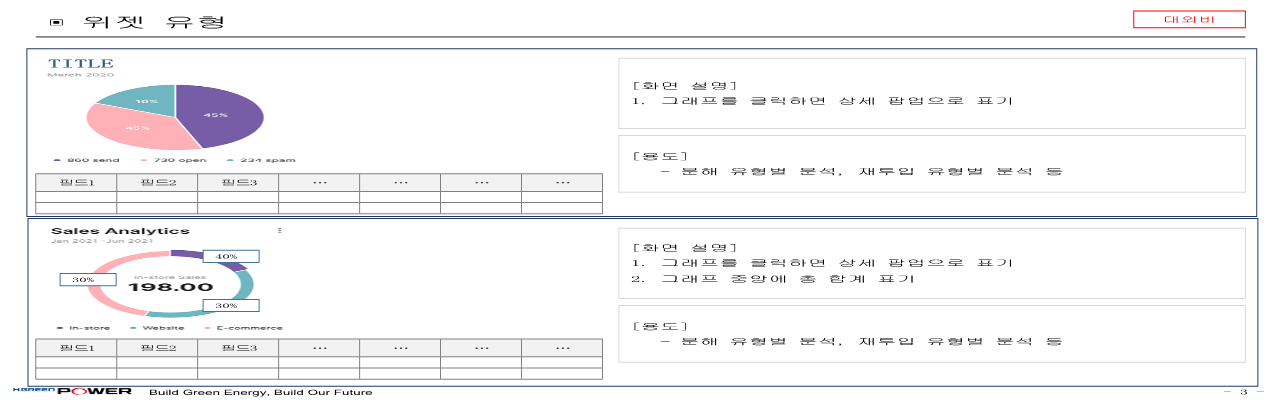 ▣ 위젯 유형
대외비
TITLE
March 2020
45%
10%
45%
860 send 730 open 234 spam
필드1 필드2 필드3 … … … …
[화면 설명]
1. 그래프를 클릭하면 상세 팝업으로 표기
[용도]
- 분해 유형별 분석, 재투입 유형별 분석 등
Sales Analytics
Jan 2021 -Jun 2021
40%
30%
In-store Sales
198.00
30%
In-store Website E-commerce
필드1 필드2 필드3 … … … …
[화면 설명]
1. 그래프를 클릭하면 상세 팝업으로 표기
2. 그래프 중앙에 총 합계 표기
[용도]
- 분해 유형별 분석, 재투입 유형별 분석 등
HGREEN POWER Build Green Energy, Build Our Future
- 3 -